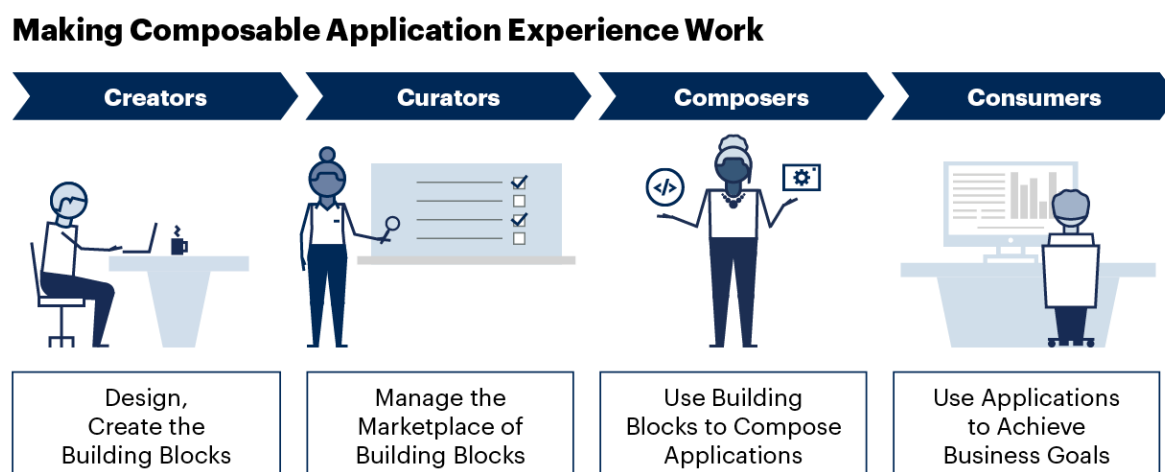 Making Composable Application Experience Work
Creators
Curators
Composers
Consumers
</>
Design,
Create the
Building Blocks
Manage the
Marketplace of
Building Blocks
Use Building
Blocks to Compose
Applications
Use Applications
to Achieve
Business Goals